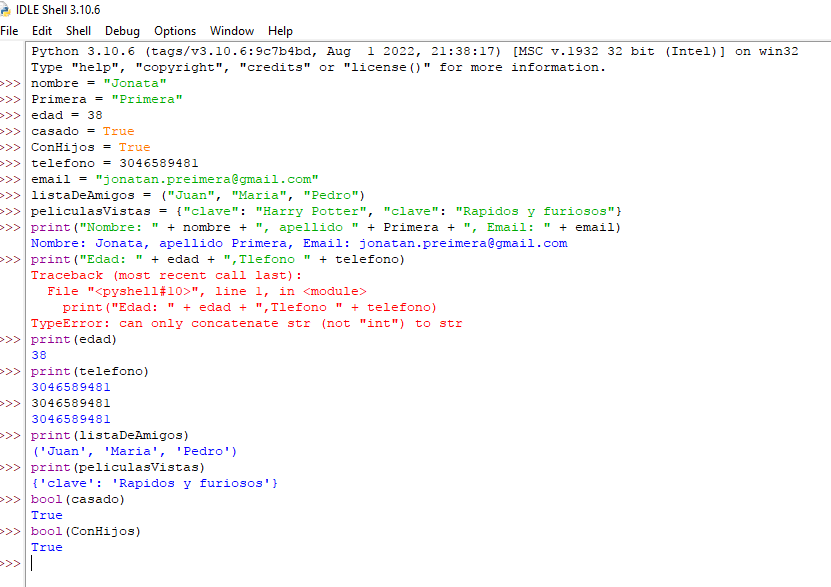 IDLE Shell 3.10.6
File Edit Shell Debug Options Window Help
Python 3.10.6 (tags/v3.10.6:9c7b4bd, Aug  1 2022, 21:38:17) [MSC v.1932 32 bit (Intel)] on win32
Type "help", "copyright", "credits" or "license()" for more information.
>>> nombre = "Jonata"
>>> Primera = "Primera"
>>> edad = 38
>>> casado = True
>>> ConHijos = True
>>> telefono = 3046589481
>>> email = "jonatan.preimera@gmail.com"
>>> listaDeAmigos = ("Juan", "Maria", "Pedro")
>>> peliculasVistas = {"clave": "Harry Potter", "clave": "Rapidos y furiosos"}
>>> print("Nombre: " + nombre + ", apellido " + Primera + ", Email: " + email)
Nombre: Jonata, apellido Primera, Email: jonatan.preimera@gmail.com
>>> print("Edad: " + edad + ",Tlefono " + telefono)
Traceback (most recent call last):
  File "<pyshell#10>", line 1, in <module>
    print("Edad: " + edad + ",Tlefono " + telefono)
TypeError: can only concatenate str (not "int") to str
>>> print(edad)
38
>>> print(telefono)
3046589481
>>> 3046589481
3046589481
>>> print(listaDeAmigos)
('Juan', 'Maria', 'Pedro')
>>> print(peliculasVistas)
{'clave': 'Rapidos y furiosos'}
>>> bool(casado)
True
>>> bool(ConHijos)
True
>>>